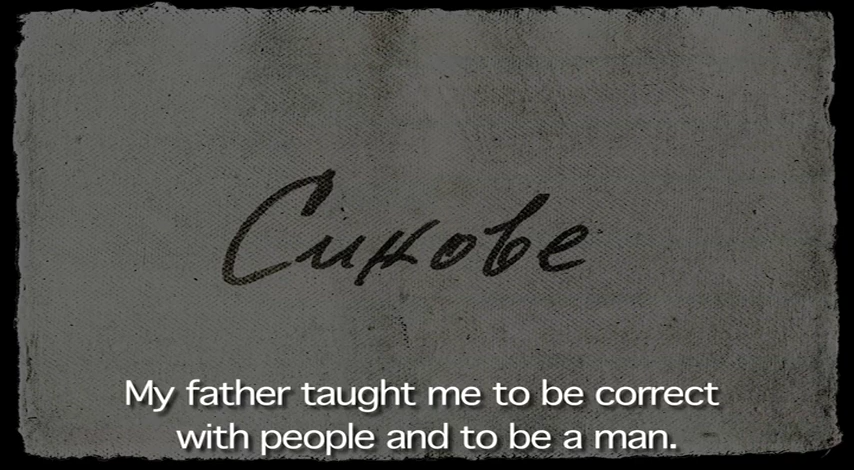 Синове
My father taught me to be correct
with people and to be a man.